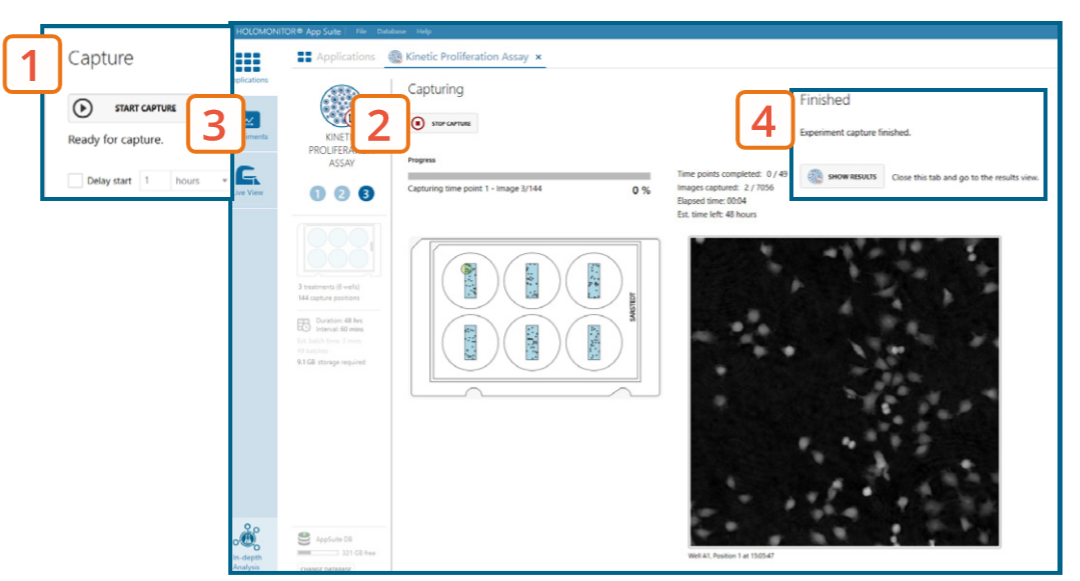 HOLOMONITOR® App Suite File Database Help
1
Capture
START CAPTURE
Ready for capture.
Delay start 1 hours
3
Applications
Kinetic Proliferation Assay ×
Live View
In-depth
Analysis
KINETIC
PROLIFERATION
ASSAY
1 2 3
3 treatments (6 wells)
144 capture positions
Duration: 48 hrs
Interval: 60 mins
49 batches
9.1 GB storage required
AppSuite DB
321 GB free
CHANGE DATABASE
2
Capturing
STOP CAPTURE
Progress
Capturing time point 1 - Image 3/144 0 %
SARSTEDT
Time points completed: 0 / 49
Images captured: 2 / 7056
Elapsed time: 00:04
Est. time left: 48 hours
4
Finished
Experiment capture finished.
SHOW RESULTS Close this tab and go to the results view.
Well A1, Position 1 at 15:05:47